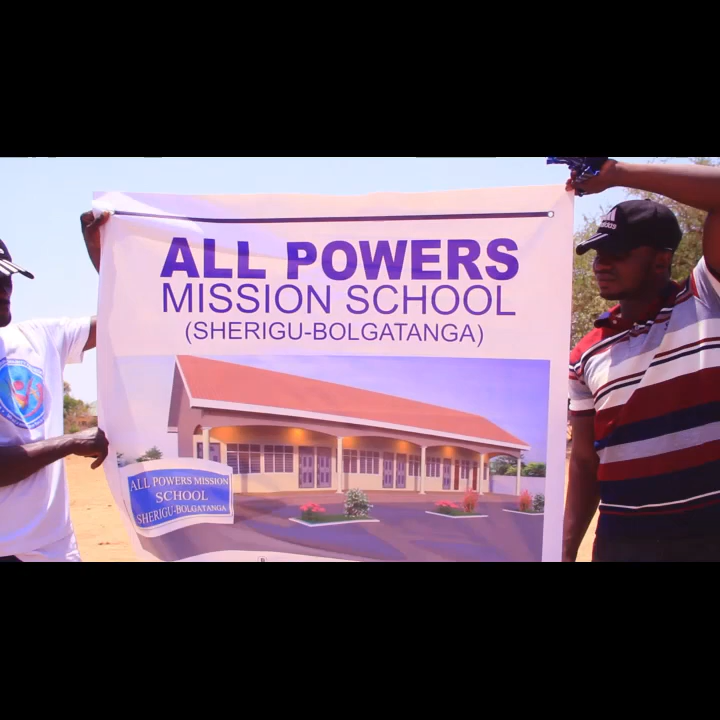 ALL POWERS
MISSION SCHOOL
(SHERIGU-BOLGATANGA)
ALL POWERS MISSION
SCHOOL
SHERIGU-BOLGATANGA